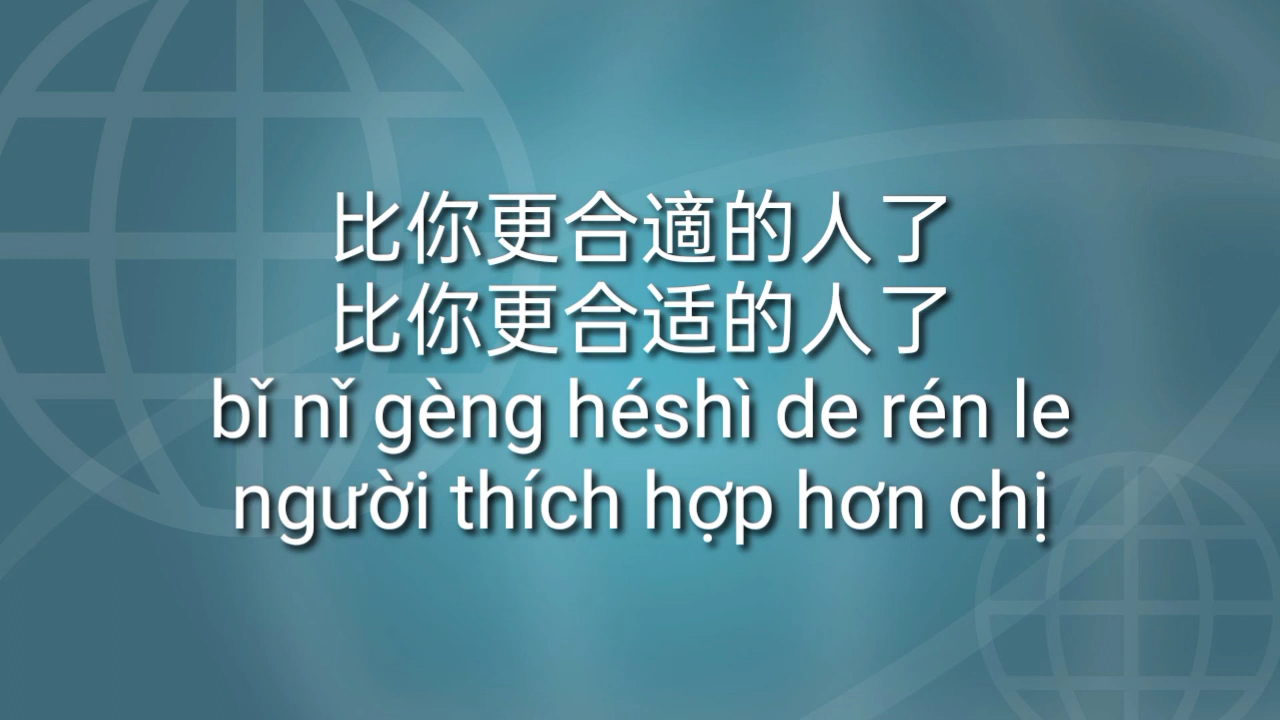 比你更合適的人了
比你更合适的人了
bǐ nǐ gèng héshì de rén le
người thích hợp hơn chị